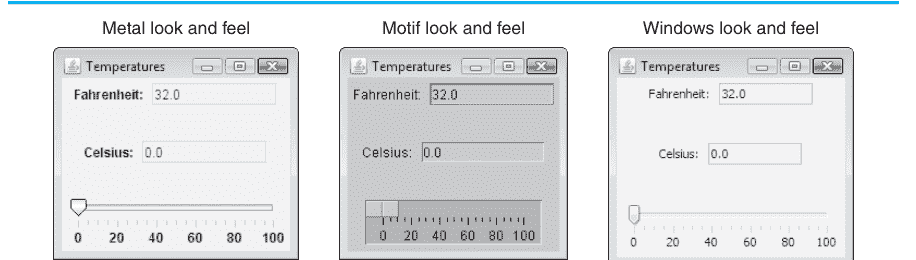 Metal look and feel
Motif look and feel
Windows look and feel
Temperatures
Fahrenheit: 32.0
Celsius: 0.0
0 20 40 60 80 100
Temperatures
Fahrenheit: 32.0
Celsius: 0.0
0 20 40 60 80 100
Temperatures
Fahrenheit: 32.0
Celsius: 0.0
0 20 40 60 80 100